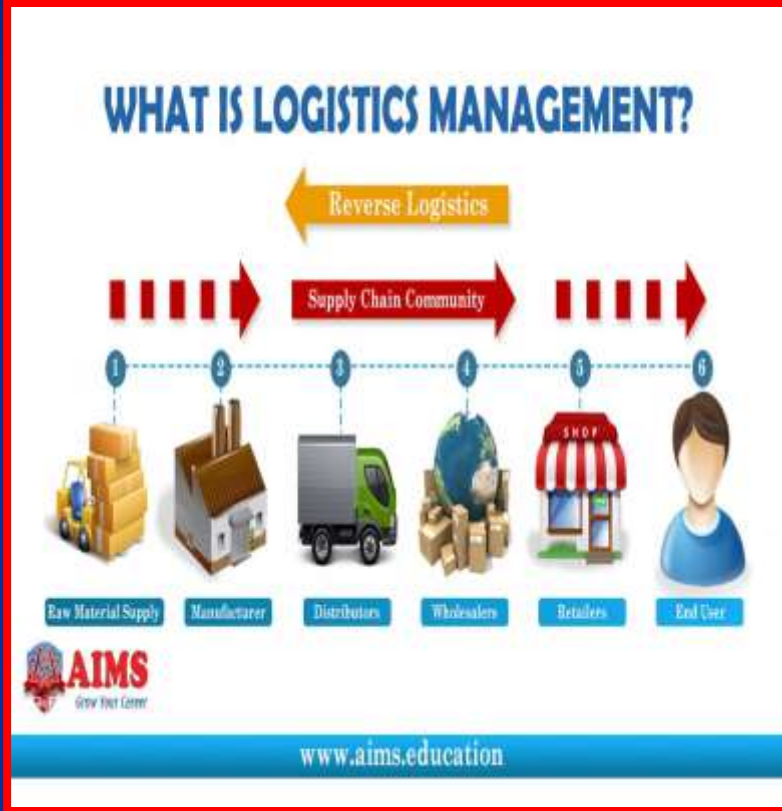 WHAT IS LOGISTICS MANAGEMENT?
Reverse Logistics
Supply Chain Community
1 2 3 4 5 6
SHOP
Raw Material Supply Manufacturer Distributors Wholesalers Retailers End User
AIMS
Grow Your Career
www.aims.education